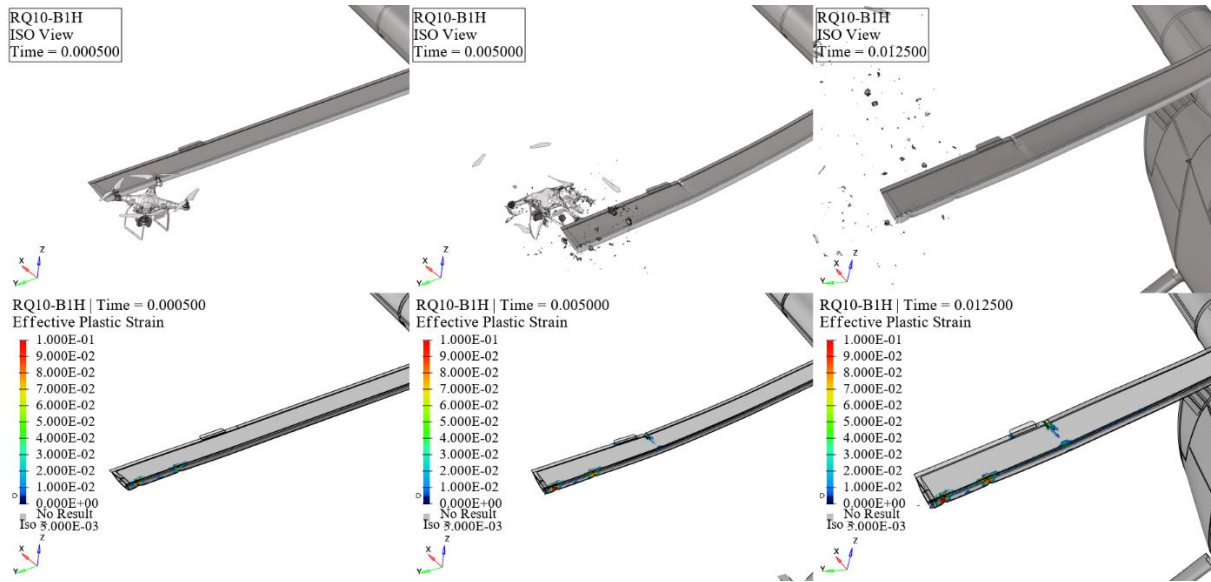 RQ10-B1H
ISO View
Time = 0.000500
X
Y
Z
RQ10-B1H
ISO View
Time = 0.005000
X
Y
Z
RQ10-B1H
ISO View
Time = 0.012500
X
Y
Z
RQ10-B1H | Time = 0.000500
Effective Plastic Strain
1.000E-01
9.000E-02
8.000E-02
7.000E-02
6.000E-02
5.000E-02
4.000E-02
3.000E-02
2.000E-02
1.000E-02
0.000E+00
No Result
Iso = 5.000E-03
X
Y
Z
RQ10-B1H | Time = 0.005000
Effective Plastic Strain
1.000E-01
9.000E-02
8.000E-02
7.000E-02
6.000E-02
5.000E-02
4.000E-02
3.000E-02
2.000E-02
1.000E-02
0.000E+00
No Result
Iso = 5.000E-03
X
Y
Z
RQ10-B1H | Time = 0.012500
Effective Plastic Strain
1.000E-01
9.000E-02
8.000E-02
7.000E-02
6.000E-02
5.000E-02
4.000E-02
3.000E-02
2.000E-02
1.000E-02
0.000E+00
No Result
Iso = 5.000E-03
X
Y
Z